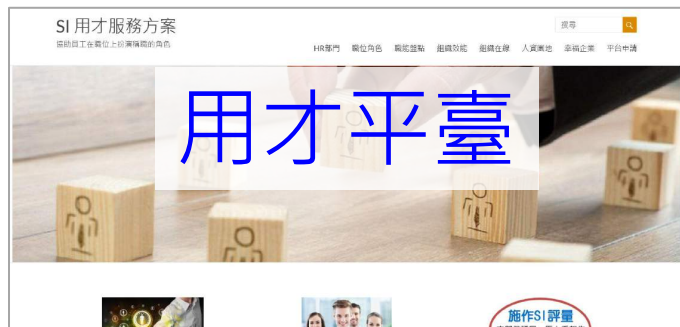 SI 用才服務方案
協助員工在職位上扮演稱職的角色
搜尋
HR部門 職位角色 職能盤點 組織效能 組織在線 人資園地 幸福企業 平台申請
用才平臺
施作SI評量